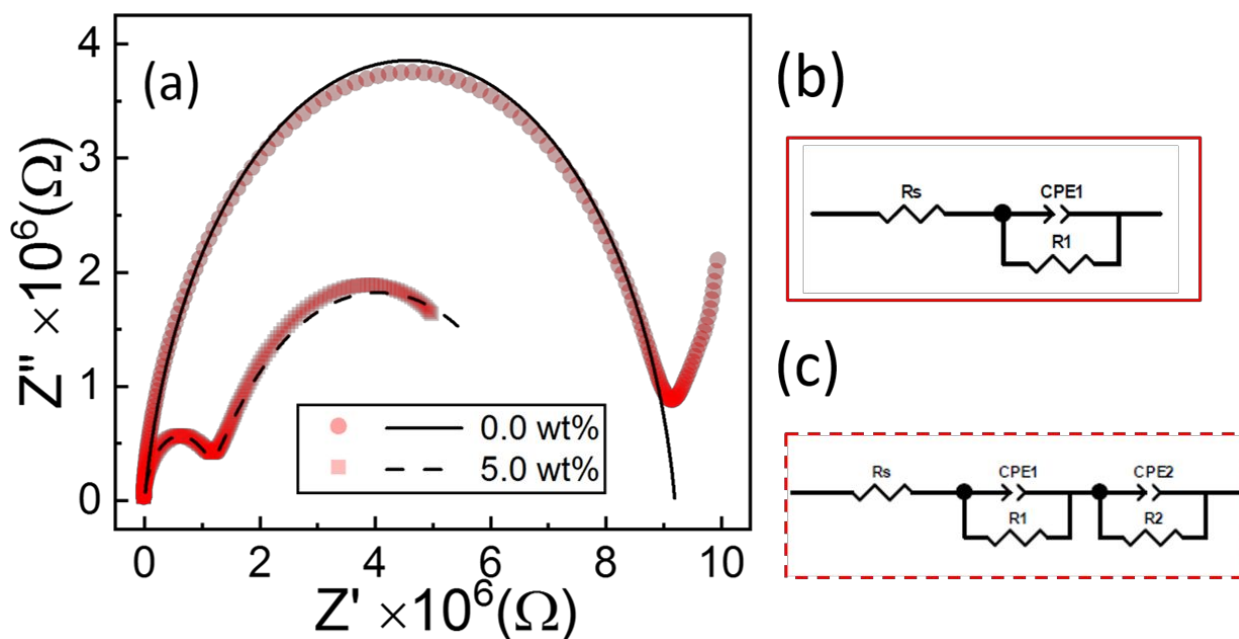 (a)
4
3
2
1
0
Z'' ×10⁶(Ω)
0.0 wt%
5.0 wt%
0 2 4 6 8 10
Z' ×10⁶(Ω)
(b)
Rs
CPE1
R1
(c)
Rs
CPE1
CPE2
R1
R2